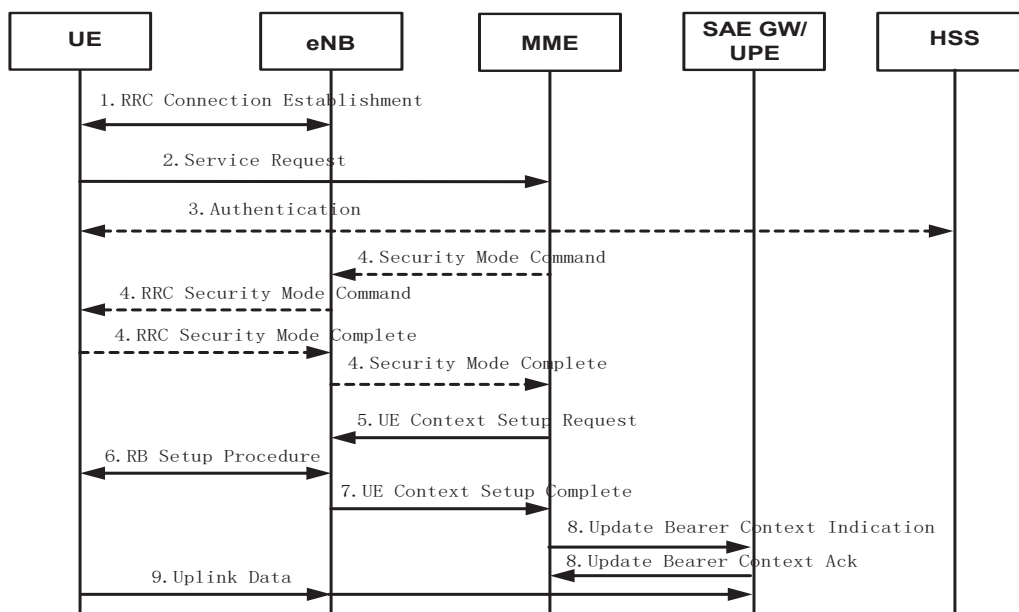 UE
eNB
MME
SAE GW/
UPE
HSS
1.RRC Connection Establishment
2.Service Request
3.Authentication
4.Security Mode Command
4.RRC Security Mode Command
4.RRC Security Mode Complete
4.Security Mode Complete
5.UE Context Setup Request
6.RB Setup Procedure
7.UE Context Setup Complete
8.Update Bearer Context Indication
8.Update Bearer Context Ack
9.Uplink Data